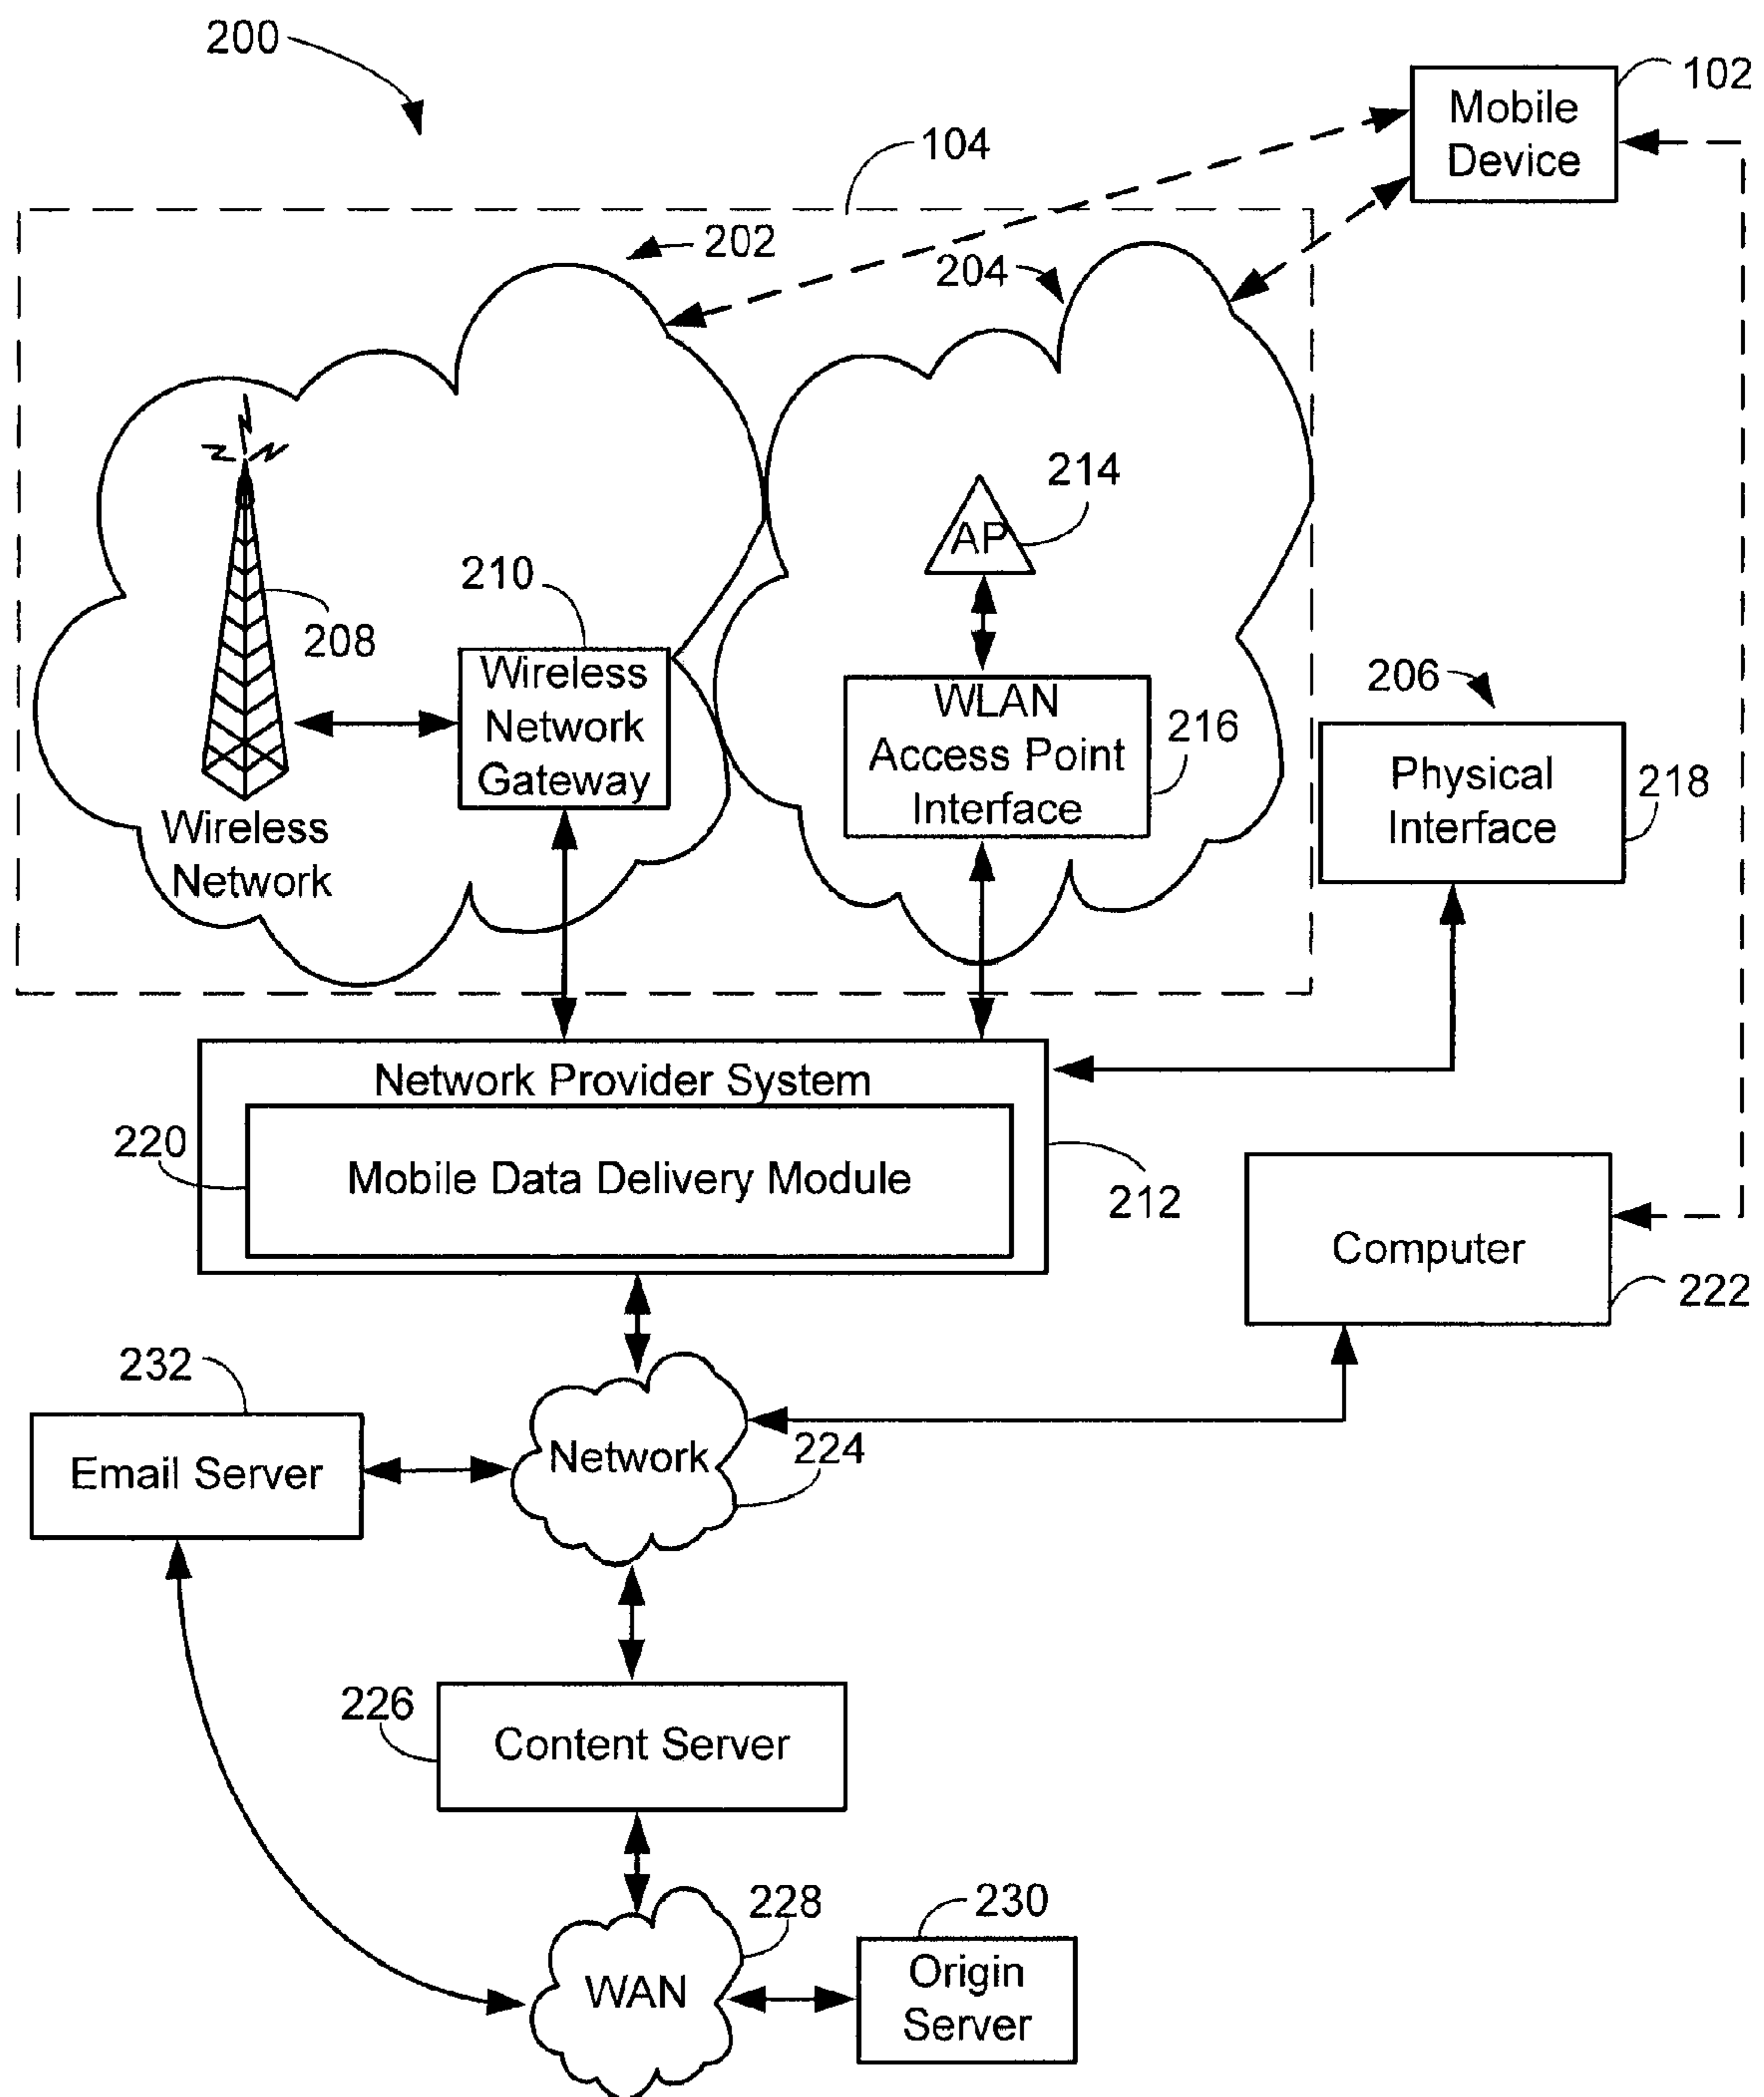 200
102
Mobile
Device
104
202
204
214
AP
210
208
Wireless
Network
Gateway
WLAN
Access Point
Interface
216
206
Physical
Interface
218
Wireless
Network
Network Provider System
220
Mobile Data Delivery Module
212
Computer
222
232
Email Server
Network
224
226
Content Server
228
WAN
230
Origin
Server